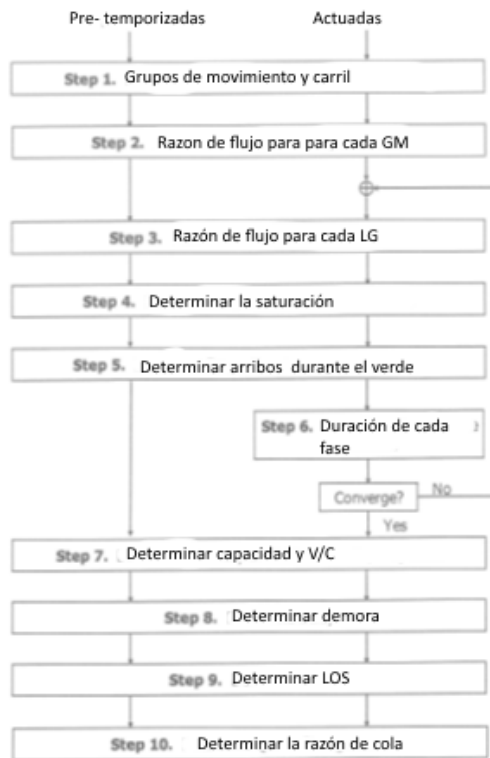 Pre- temporizadas Actuadas
Step 1. Grupos de movimiento y carril
Step 2. Razon de flujo para para cada GM
Step 3. Razón de flujo para cada LG
Step 4. Determinar la saturación
Step 5. Determinar arribos durante el verde
Step 6. Duración de cada
fase
Converge? No
Yes
Step 7. Determinar capacidad y V/C
Step 8. Determinar demora
Step 9. Determinar LOS
Step 10. Determinar la razón de cola